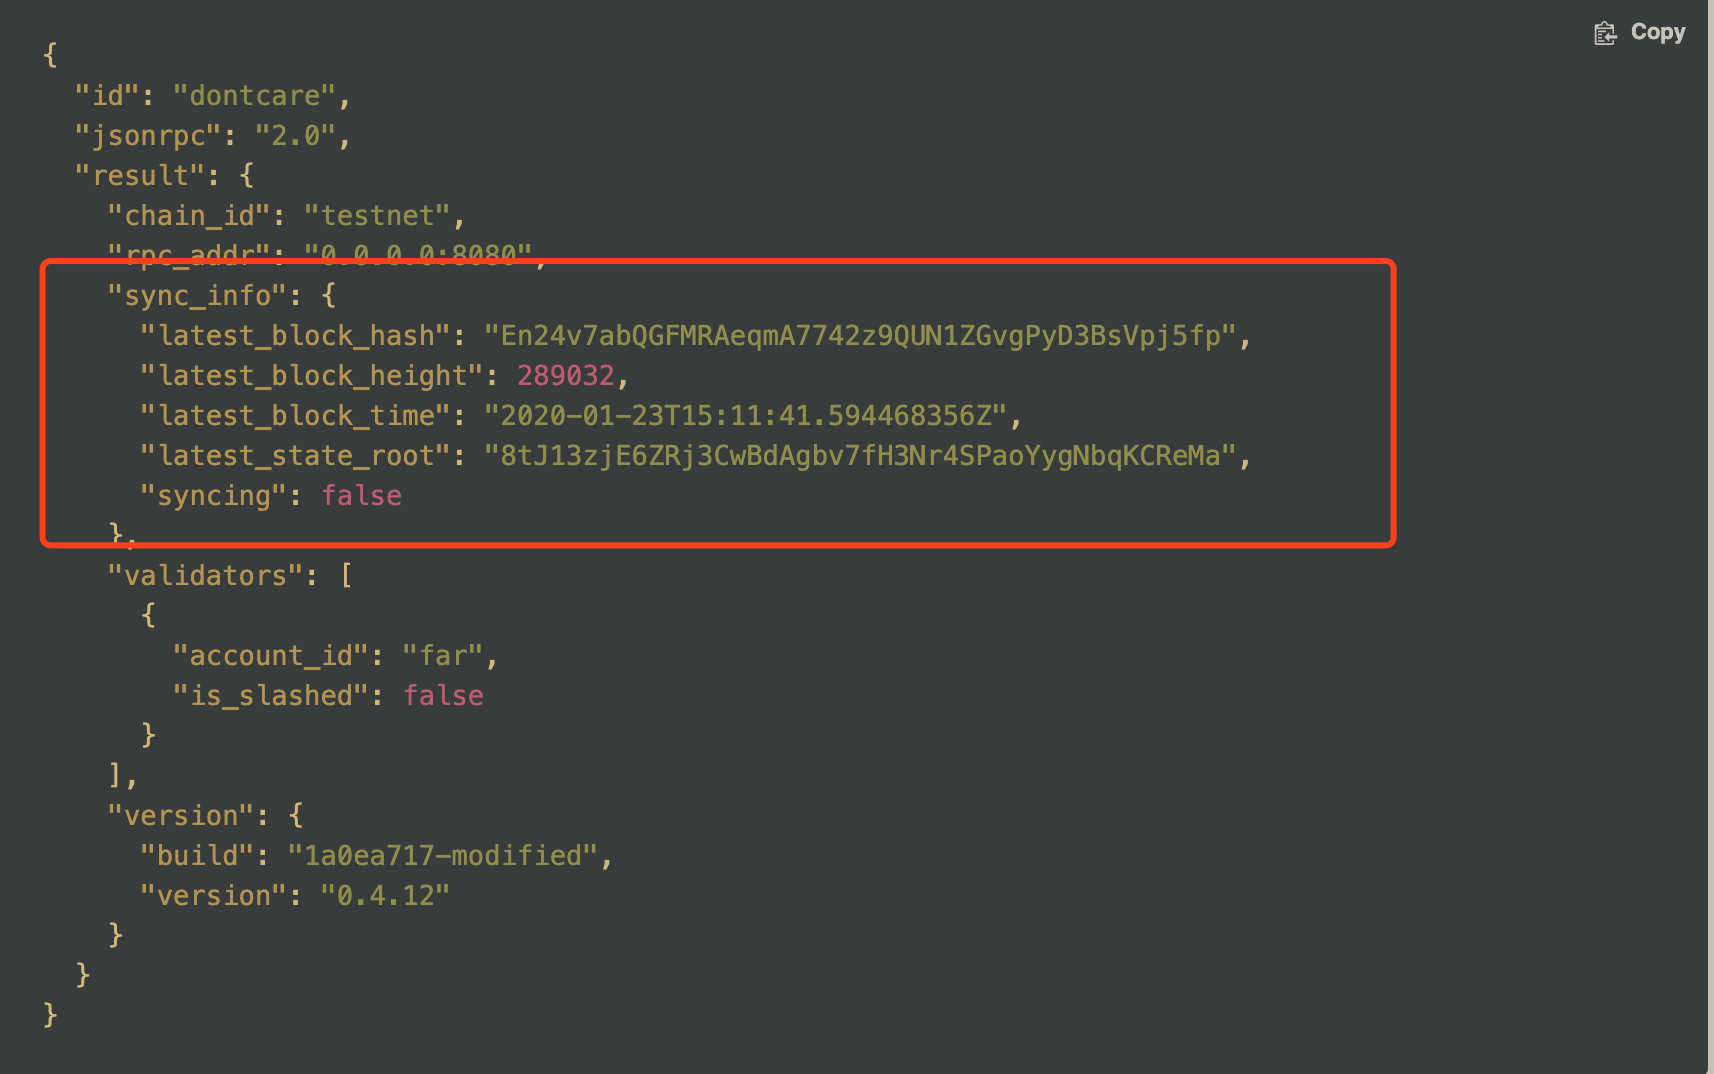 Copy
{
"id": "dontcare",
"jsonrpc": "2.0",
"result": {
"chain_id": "testnet",
"rpc_addr": "0.0.0.0:8080",
"sync_info": {
"latest_block_hash": "En24v7abQGFMRAeqmA7742z9QUN1ZGvgPyD3BsVpj5fp",
"latest_block_height": 289032,
"latest_block_time": "2020-01-23T15:11:41.594468356Z",
"latest_state_root": "8tJ13zjE6ZRj3CwBdAgbv7fH3Nr4SPaoYygNbqKCReMa",
"syncing": false
},
"validators": [
{
"account_id": "far",
"is_slashed": false
}
],
"version": {
"build": "1a0ea717-modified",
"version": "0.4.12"
}
}
}